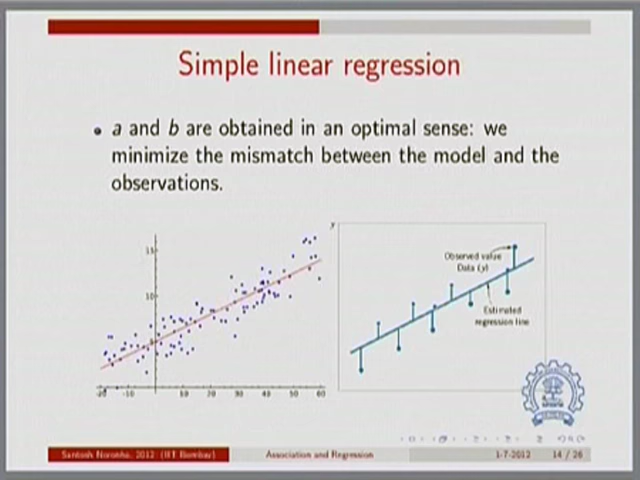 Simple linear regression
• a and b are obtained in an optimal sense: we
minimize the mismatch between the model and the
observations.
y
Observed value
Data (y)
Estimated
regression line
15
10
-20 -10 10 20 30 40 50 60
Santosh Noronha, 2012 (IIT Bombay)
Association and Regression
1-7-2012
14 / 26